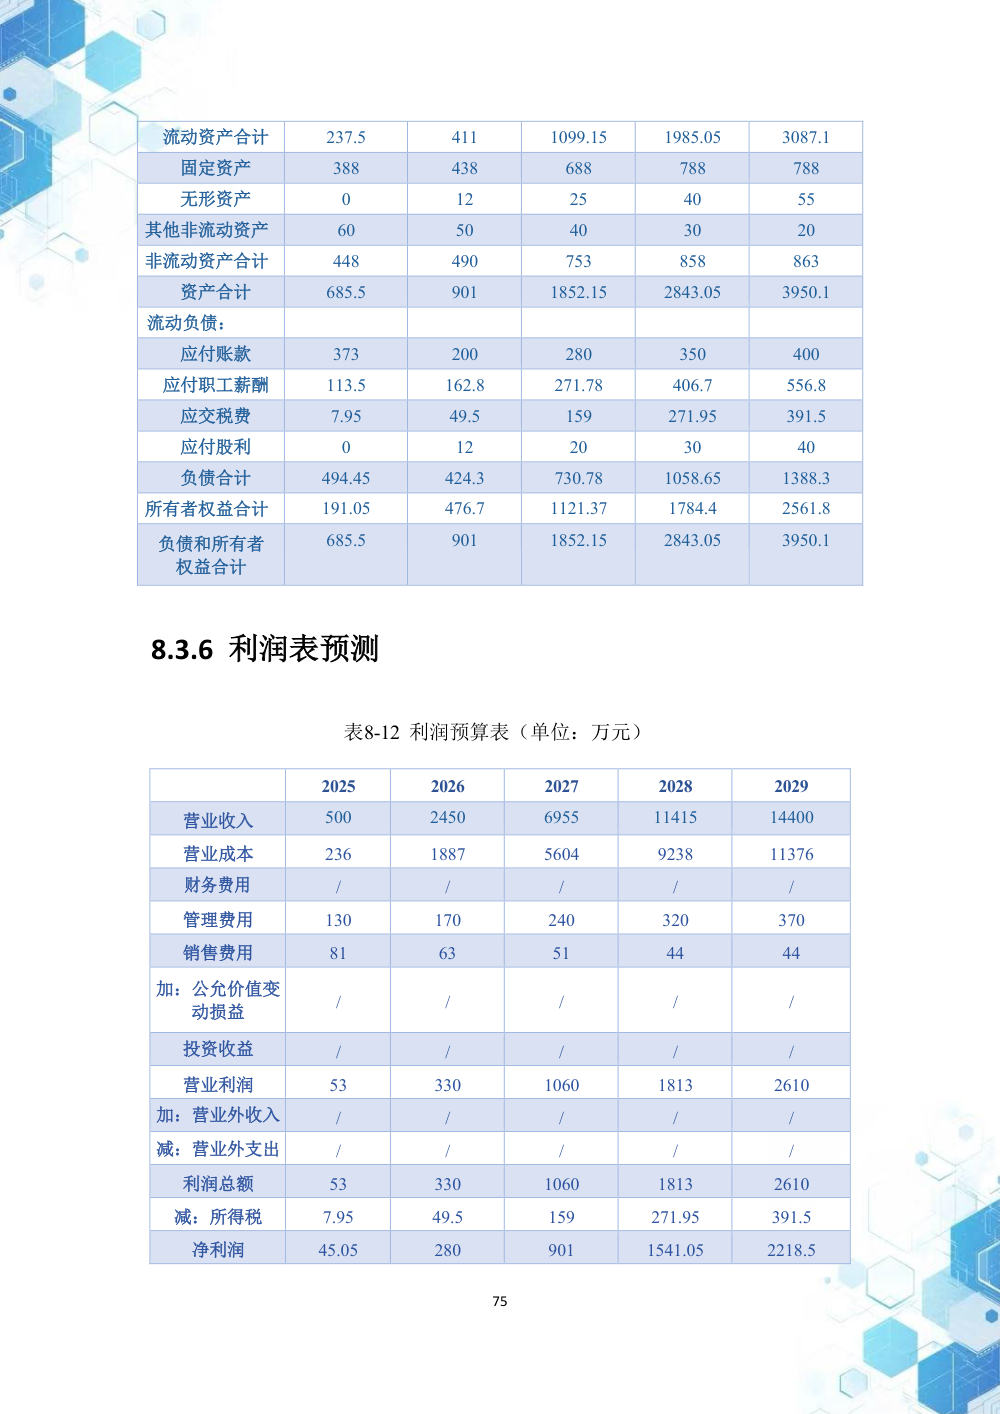 流动资产合计 237.5 411 1099.15 1985.05 3087.1
固定资产 388 438 688 788 788
无形资产 0 12 25 40 55
其他非流动资产 60 50 40 30 20
非流动资产合计 448 490 753 858 863
资产合计 685.5 901 1852.15 2843.05 3950.1
流动负债：
应付账款 373 200 280 350 400
应付职工薪酬 113.5 162.8 271.78 406.7 556.8
应交税费 7.95 49.5 159 271.95 391.5
应付股利 0 12 20 30 40
负债合计 494.45 424.3 730.78 1058.65 1388.3
所有者权益合计 191.05 476.7 1121.37 1784.4 2561.8
负债和所有者 685.5 901 1852.15 2843.05 3950.1
权益合计
8.3.6 利润表预测
表8-12 利润预算表（单位：万元）
2025 2026 2027 2028 2029
营业收入 500 2450 6955 11415 14400
营业成本 236 1887 5604 9238 11376
财务费用 / / / / /
管理费用 130 170 240 320 370
销售费用 81 63 51 44 44
加：公允价值变
动损益 / / / / /
投资收益 / / / / /
营业利润 53 330 1060 1813 2610
加：营业外收入 / / / / /
减：营业外支出 / / / / /
利润总额 53 330 1060 1813 2610
减：所得税 7.95 49.5 159 271.95 391.5
净利润 45.05 280 901 1541.05 2218.5
75